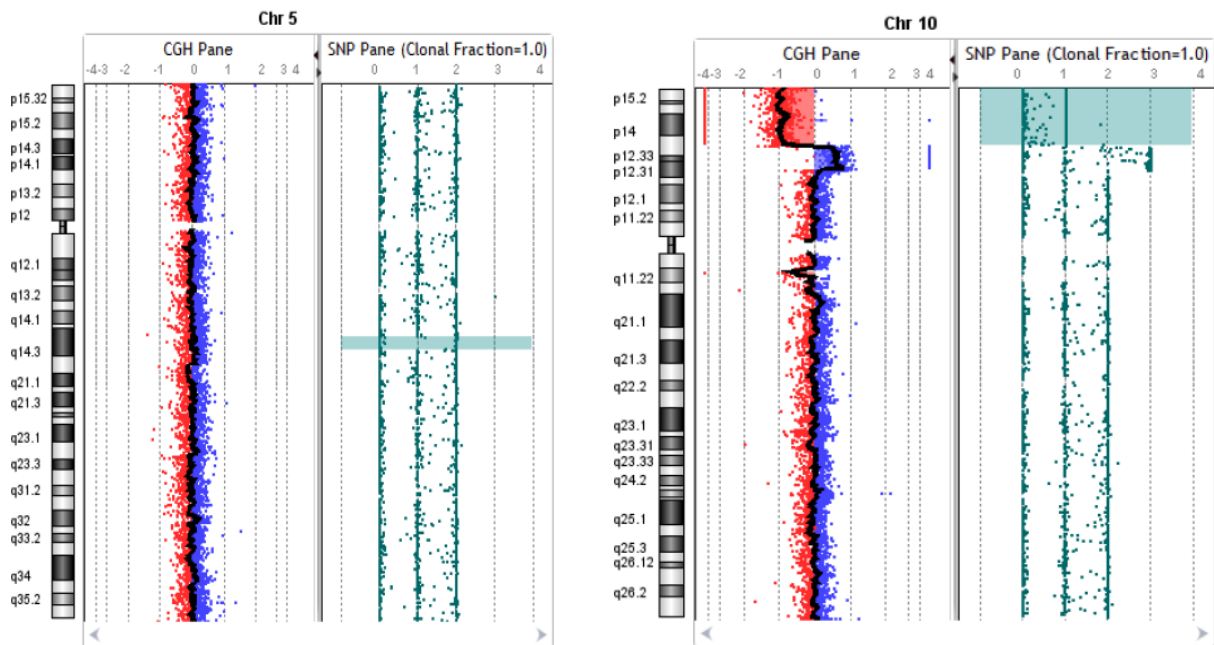 Chr 5
CGH Pane
SNP Pane (Clonal Fraction=1.0)
-4-3 -2 -1 0 1 2 3 4
0 1 2 3 4
p15.32
p15.2
p14.3
p14.1
p13.2
p12
q12.1
q13.2
q14.1
q14.3
q21.1
q21.3
q23.1
q23.3
q31.2
q32
q33.2
q34
q35.2
Chr 10
CGH Pane
SNP Pane (Clonal Fraction=1.0)
-4-3 -2 -1 0 1 2 3 4
0 1 2 3 4
p15.2
p14
p12.33
p12.31
p12.1
p11.22
q11.22
q21.1
q21.3
q22.2
q23.1
q23.31
q23.33
q24.2
q25.1
q25.3
q26.12
q26.2